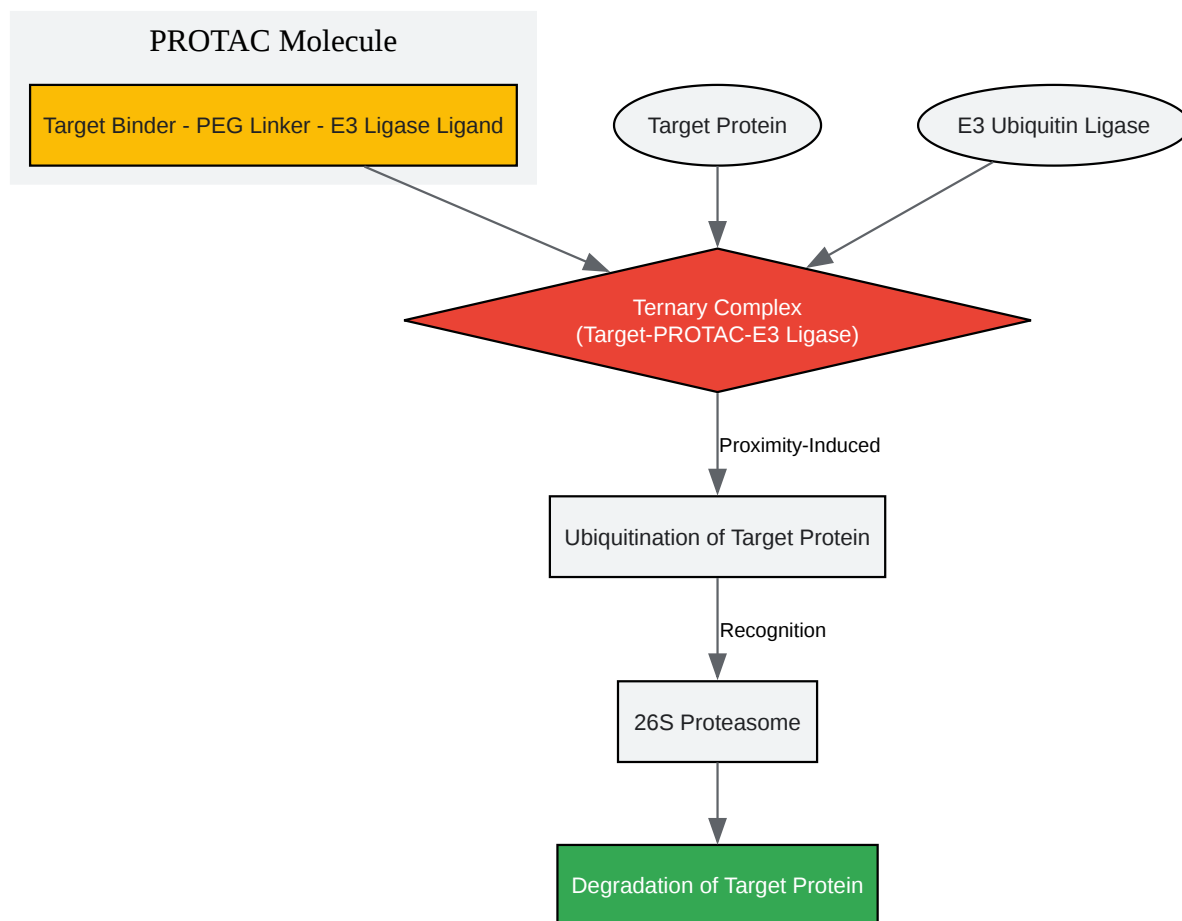 PROTAC Molecule
Target Binder - PEG Linker - E3 Ligase Ligand
Target Protein
E3 Ubiquitin Ligase
Ternary Complex
(Target-PROTAC-E3 Ligase)
Proximity-Induced
Ubiquitination of Target Protein
Recognition
26S Proteasome
Degradation of Target Protein